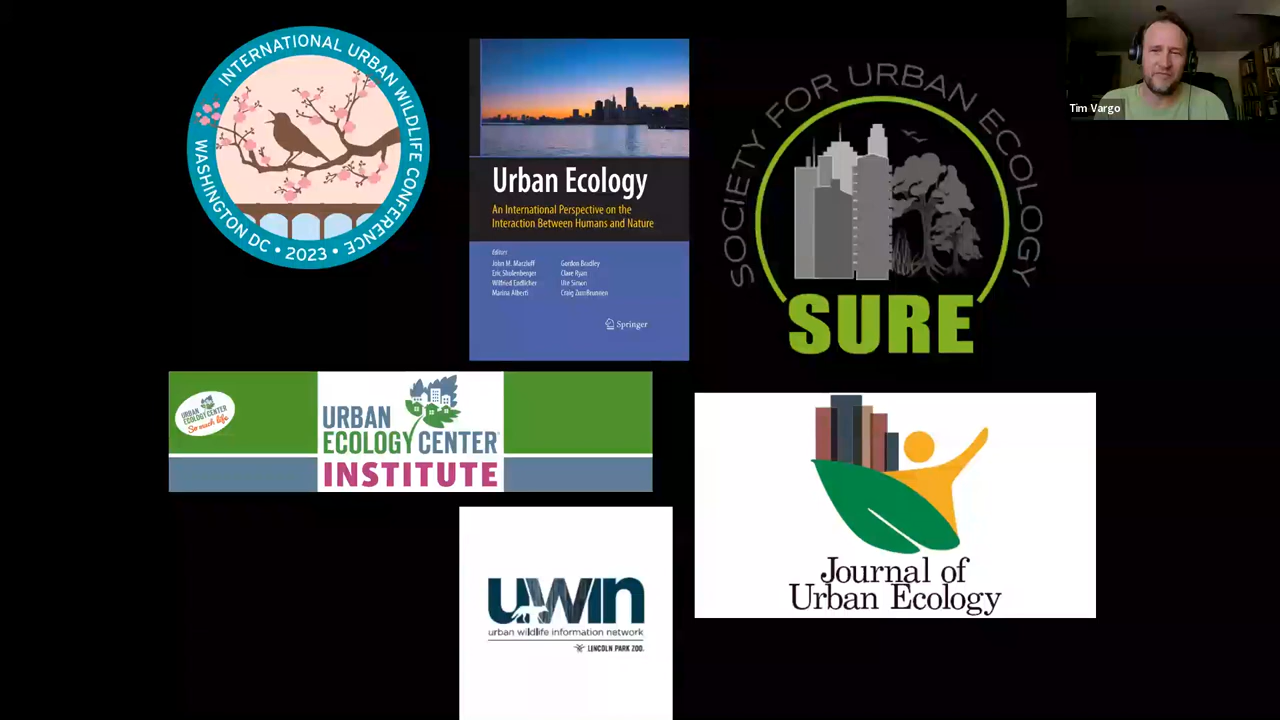 INTERNATIONAL URBAN WILDLIFE CONFERENCE
WASHINGTON DC • 2023 •
Urban Ecology
An International Perspective on the
Interaction Between Humans and Nature
Editors
John M. Marzluff
Eric Shulenberger
Wilfried Endlicher
Marina Alberti
Gordon Bradley
Clare Ryan
Ute Simon
Craig ZumBrunnen
Springer
SOCIETY FOR URBAN ECOLOGY
SURE
Tim Vargo
URBAN
ECOLOGY CENTER
So much life
URBAN
ECOLOGY CENTER
INSTITUTE
Journal of
Urban Ecology
uwin
urban wildlife information network
LINCOLN PARK ZOO.